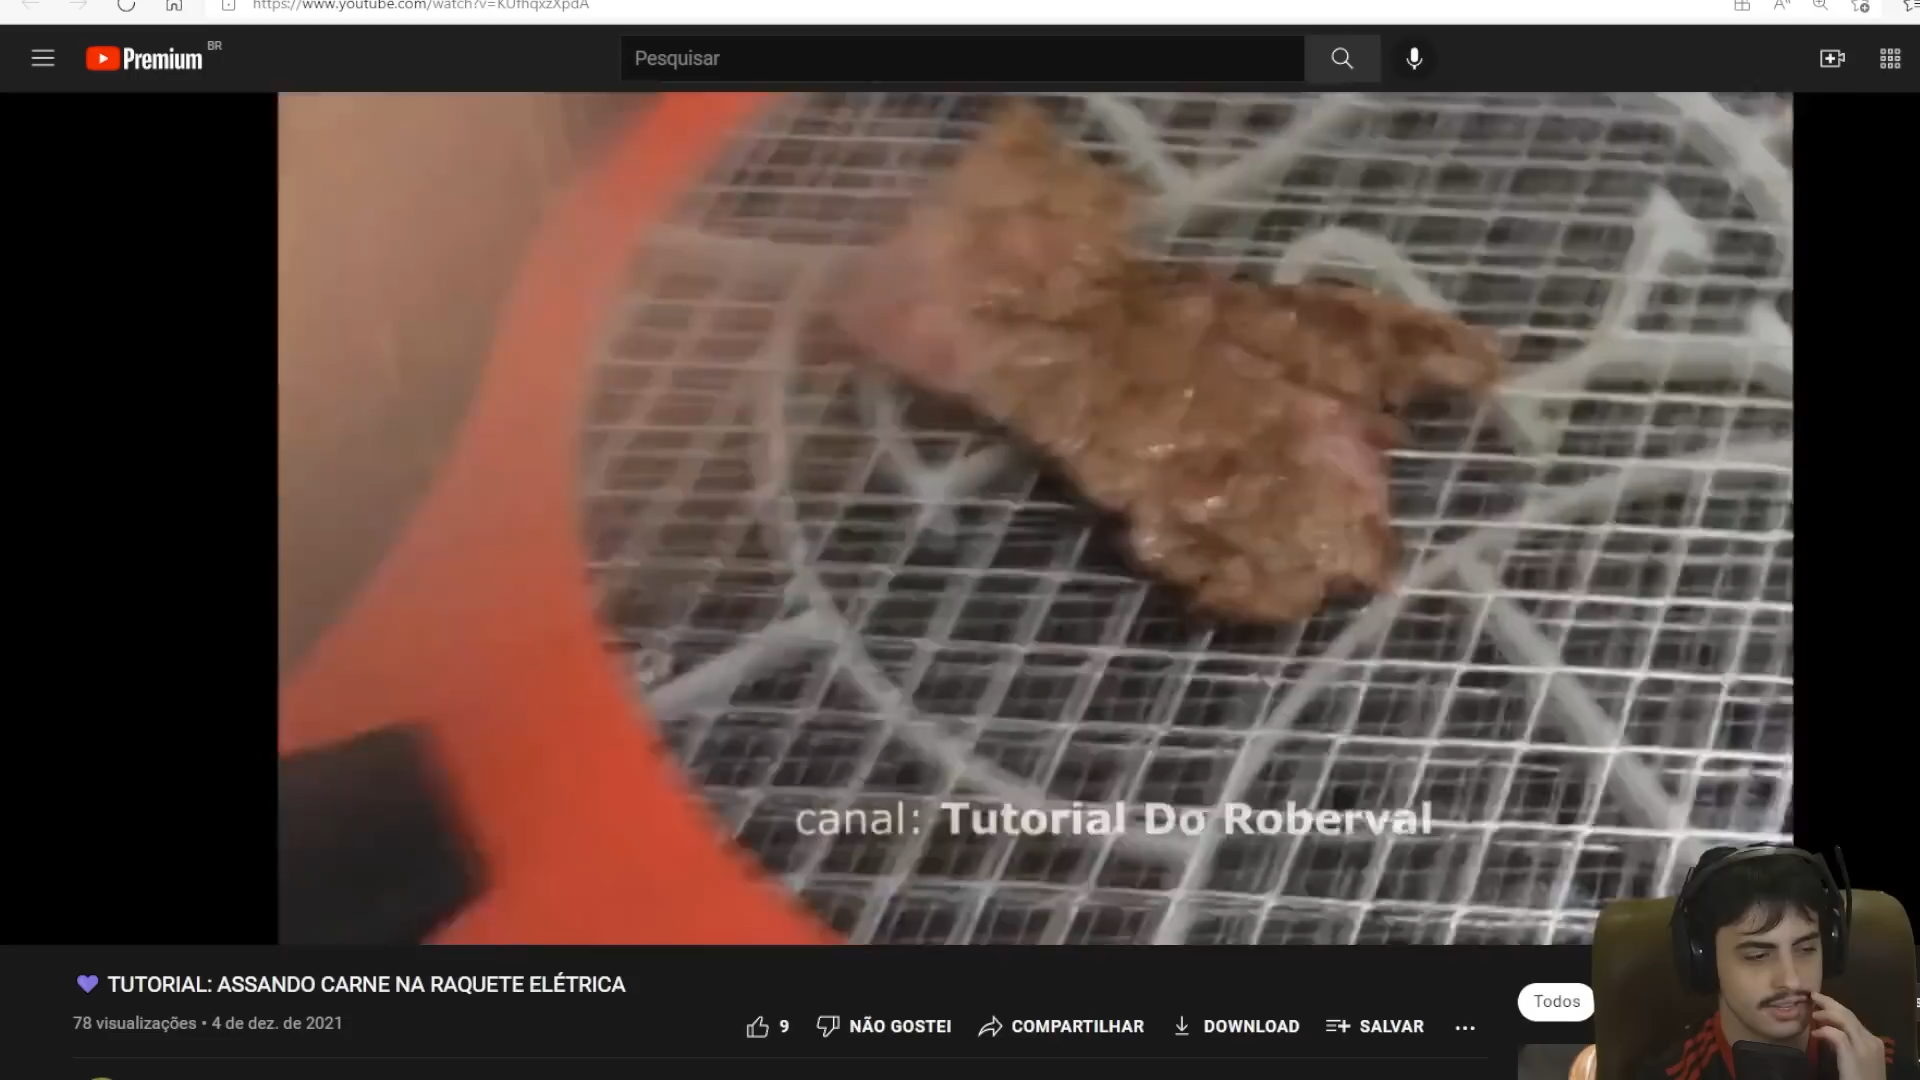 https://www.youtube.com/watch?v=KUfhqxzXpdA
Premium BR
Pesquisar
canal: Tutorial Do Roberval
💜 TUTORIAL: ASSANDO CARNE NA RAQUETE ELÉTRICA
78 visualizações • 4 de dez. de 2021
9 NÃO GOSTEI COMPARTILHAR DOWNLOAD SALVAR ...
Todos